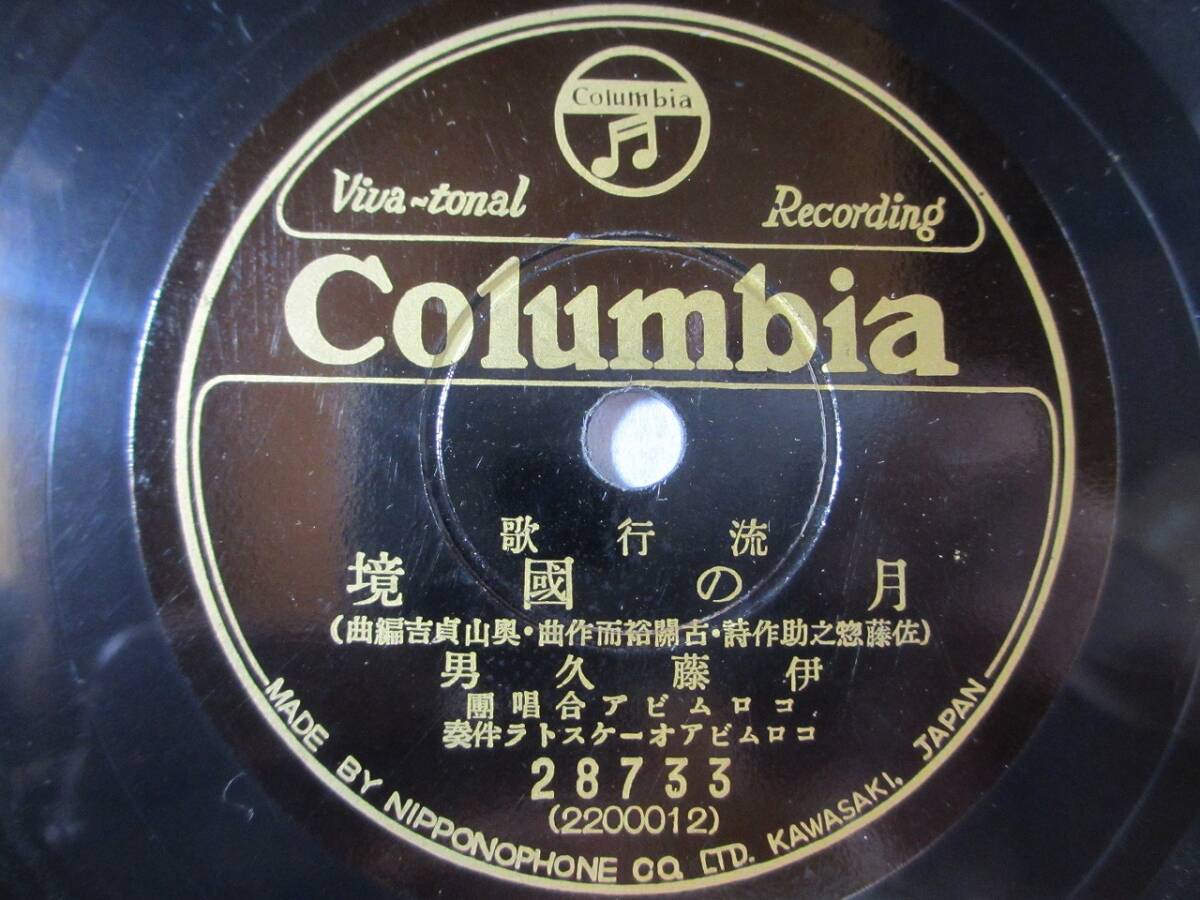 Columbia
Viva-tonal Recording
Columbia
流行歌
月の國境
(佐藤惣之助作詩・古關裕而作曲・奧山貞吉編曲)
伊藤久男
コロムビア合唱團
コロムビアオーケストラ伴奏
28733
(2200012)
MADE BY NIPPONOPHONE CO. LTD. KAWASAKI, JAPAN